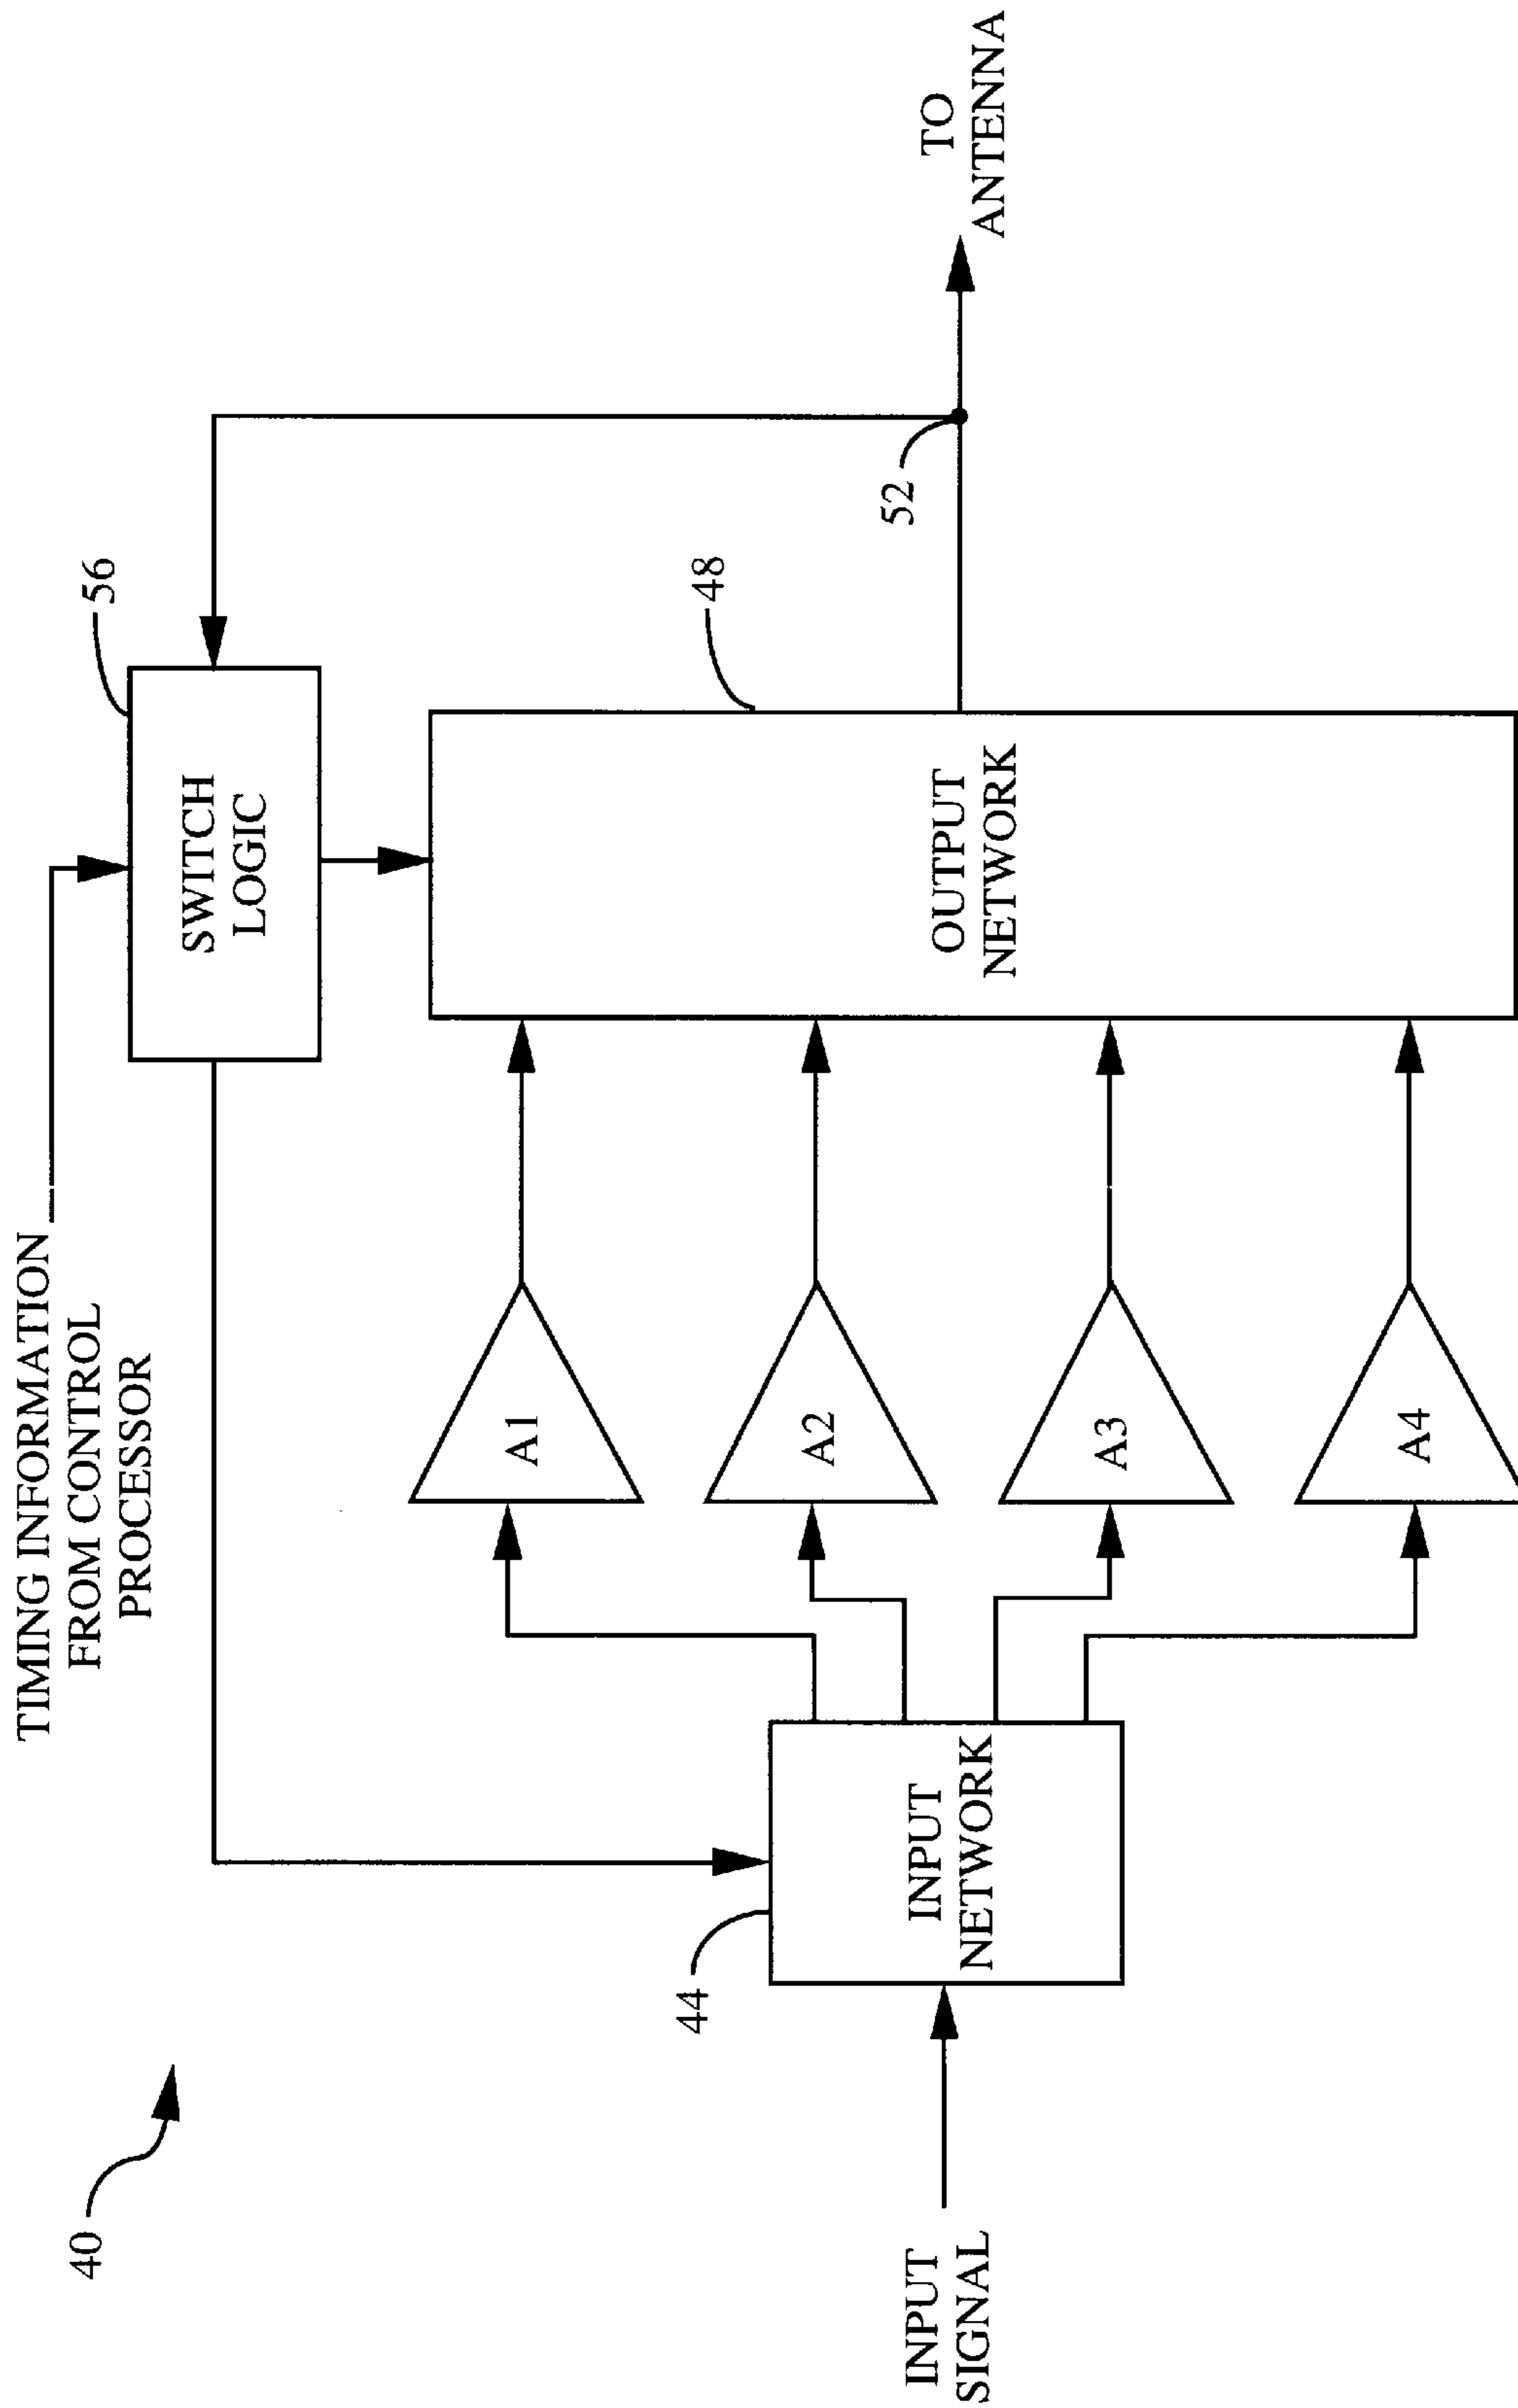 TIMING INFORMATION
FROM CONTROL
PROCESSOR
40
56
SWITCH
LOGIC
A1
A2
A3
A4
44
INPUT
NETWORK
INPUT
SIGNAL
48
OUTPUT
NETWORK
52
TO
ANTENNA